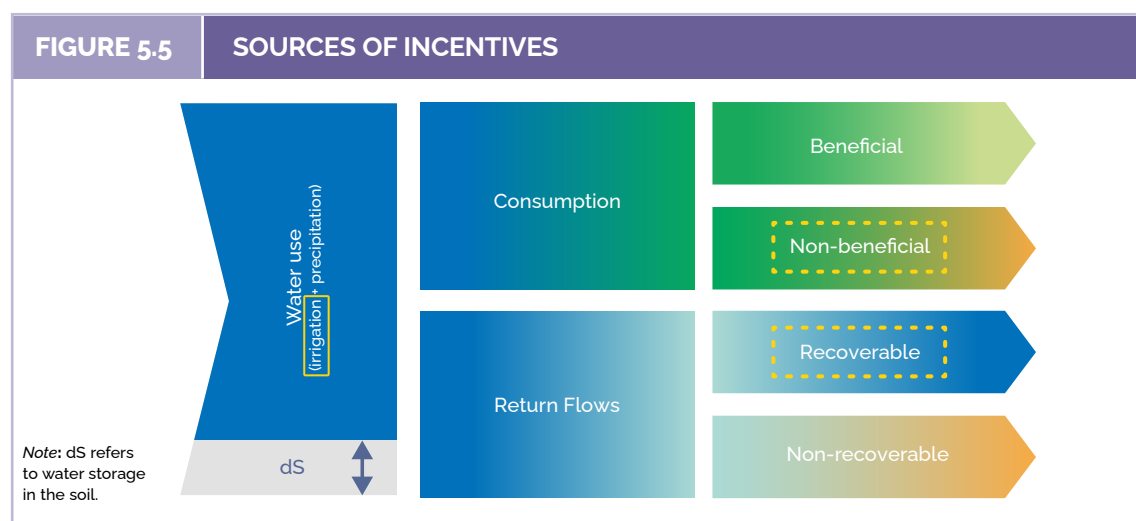 FIGURE 5.5
SOURCES OF INCENTIVES
Water use
(irrigation + precipitation)
dS
Note: dS refers
to water storage
in the soil.
Consumption
Return Flows
Beneficial
Non-beneficial
Recoverable
Non-recoverable